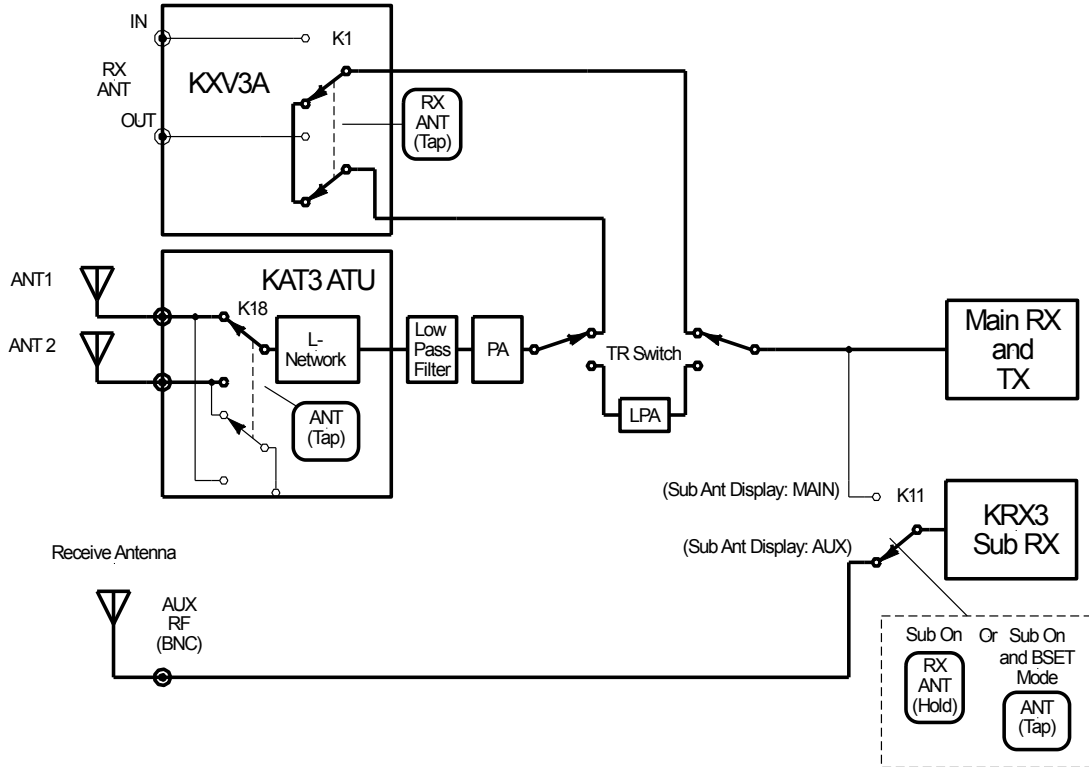 IN
K1
RX
ANT
KXV3A
RX
ANT
(Tap)
OUT
KAT3 ATU
ANT1
K18
L-
Network
Low
Pass
Filter
PA
TR Switch
LPA
Main RX
and
TX
ANT 2
ANT
(Tap)
(Sub Ant Display: MAIN)
K11
KRX3
Sub RX
(Sub Ant Display: AUX)
Receive Antenna
AUX
RF
(BNC)
Sub On
RX
ANT
(Hold)
Or
Sub On
and BSET
Mode
ANT
(Tap)